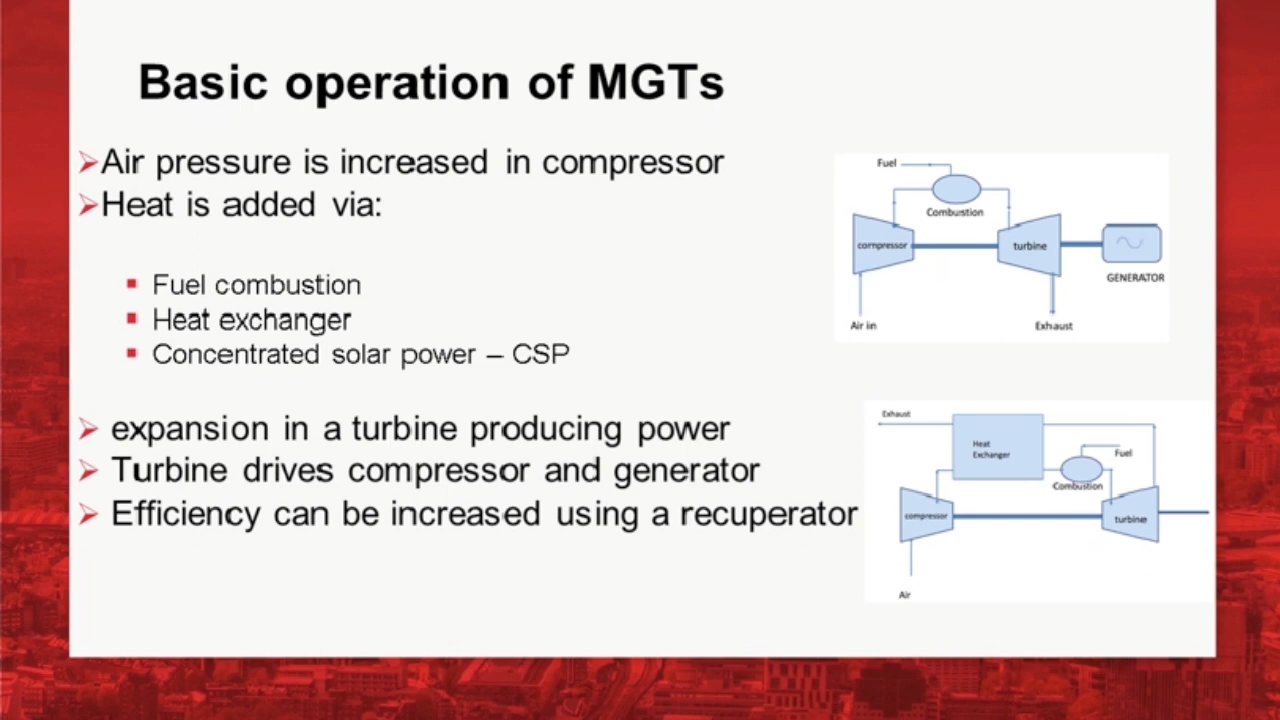 Basic operation of MGTs
➢Air pressure is increased in compressor
➢Heat is added via:
▪ Fuel combustion
▪ Heat exchanger
▪ Concentrated solar power – CSP
➢ expansion in a turbine producing power
➢ Turbine drives compressor and generator
➢ Efficiency can be increased using a recuperator
Fuel
Combustion
compressor
turbine
GENERATOR
Air in
Exhaust
Exhaust
Heat
Exchanger
Fuel
Combustion
compressor
turbine
Air